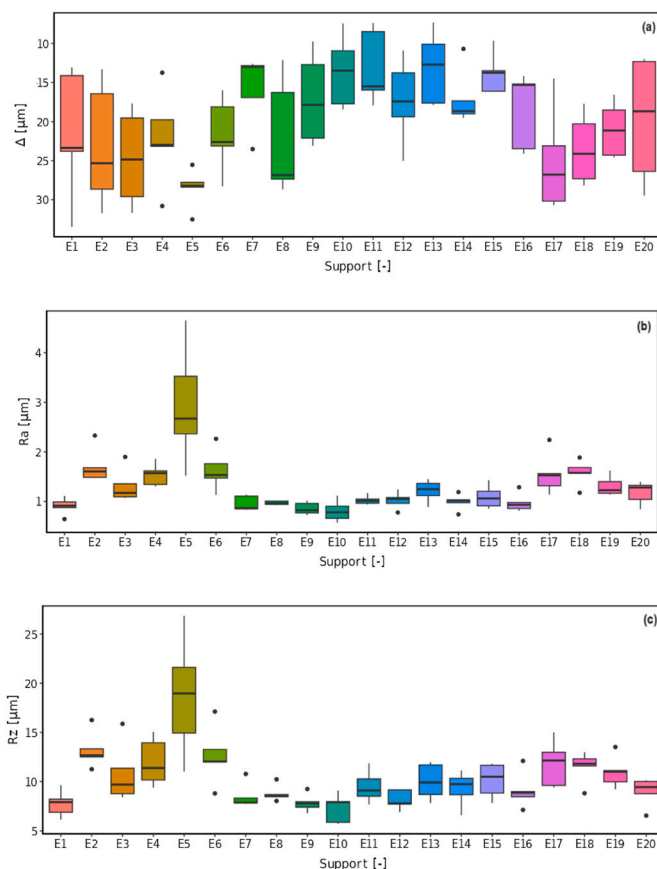 (a)
10
15
20
25
30
Δ [µm]
E1 E2 E3 E4 E5 E6 E7 E8 E9 E10 E11 E12 E13 E14 E15 E16 E17 E18 E19 E20
Support [-]
(b)
4
3
2
1
Ra [µm]
E1 E2 E3 E4 E5 E6 E7 E8 E9 E10 E11 E12 E13 E14 E15 E16 E17 E18 E19 E20
Support [-]
(c)
25
20
15
10
5
Rz [µm]
E1 E2 E3 E4 E5 E6 E7 E8 E9 E10 E11 E12 E13 E14 E15 E16 E17 E18 E19 E20
Support [-]